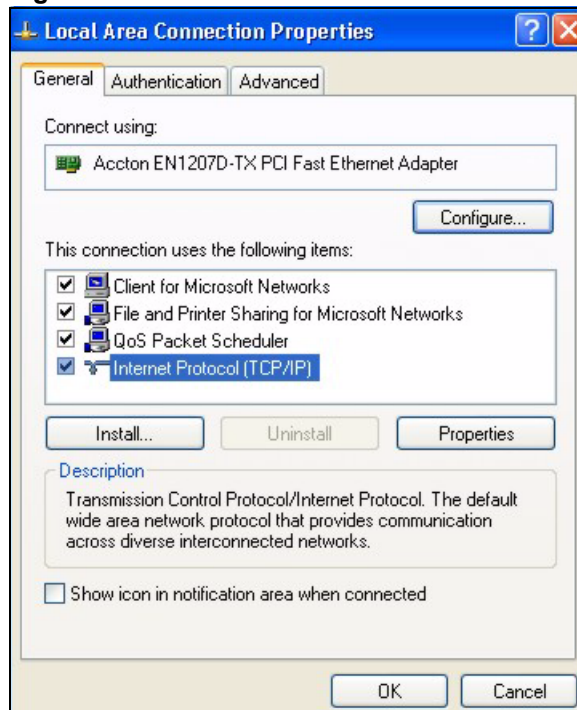 Local Area Connection Properties
General Authentication Advanced
Connect using:
Accton EN1207D-TX PCI Fast Ethernet Adapter
Configure...
This connection uses the following items:
Client for Microsoft Networks
File and Printer Sharing for Microsoft Networks
QoS Packet Scheduler
Internet Protocol (TCP/IP)
Install... Uninstall Properties
Description
Transmission Control Protocol/Internet Protocol. The default
wide area network protocol that provides communication
across diverse interconnected networks.
Show icon in notification area when connected
OK Cancel